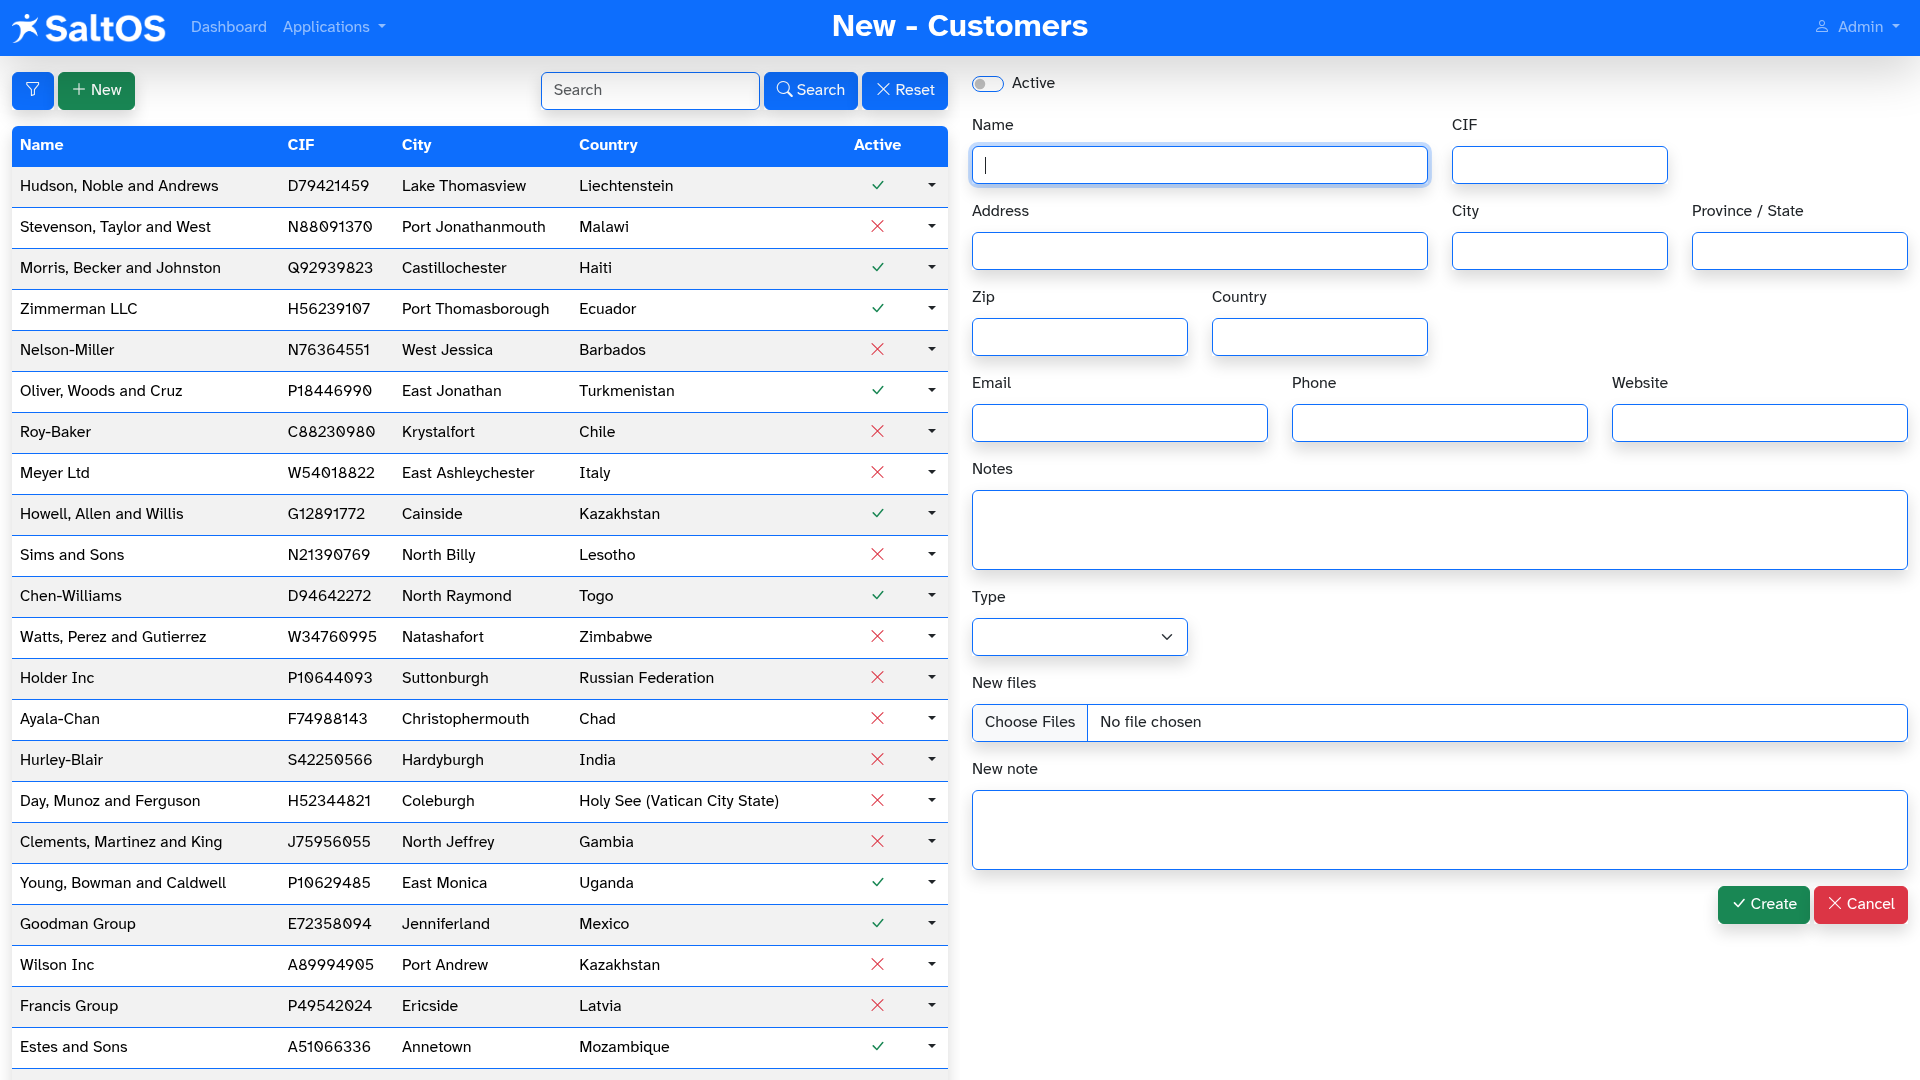 SaltOS Dashboard Applications New - Customers Admin
New Search Search Reset
Name CIF City Country Active
Hudson, Noble and Andrews D79421459 Lake Thomasview Liechtenstein
Stevenson, Taylor and West N88091370 Port Jonathanmouth Malawi
Morris, Becker and Johnston Q92939823 Castillochester Haiti
Zimmerman LLC H56239107 Port Thomasborough Ecuador
Nelson-Miller N76364551 West Jessica Barbados
Oliver, Woods and Cruz P18446990 East Jonathan Turkmenistan
Roy-Baker C88230980 Krystalfort Chile
Meyer Ltd W54018822 East Ashleychester Italy
Howell, Allen and Willis G12891772 Cainside Kazakhstan
Sims and Sons N21390769 North Billy Lesotho
Chen-Williams D94642272 North Raymond Togo
Watts, Perez and Gutierrez W34760995 Natashafort Zimbabwe
Holder Inc P10644093 Suttonburgh Russian Federation
Ayala-Chan F74988143 Christophermouth Chad
Hurley-Blair S42250566 Hardyburgh India
Day, Munoz and Ferguson H52344821 Coleburgh Holy See (Vatican City State)
Clements, Martinez and King J75956055 North Jeffrey Gambia
Young, Bowman and Caldwell P10629485 East Monica Uganda
Goodman Group E72358094 Jenniferland Mexico
Wilson Inc A89994905 Port Andrew Kazakhstan
Francis Group P49542024 Ericside Latvia
Estes and Sons A51066336 Annetown Mozambique
Active
Name CIF
Address City Province / State
Zip Country
Email Phone Website
Notes
Type
New files
Choose Files No file chosen
New note
Create Cancel